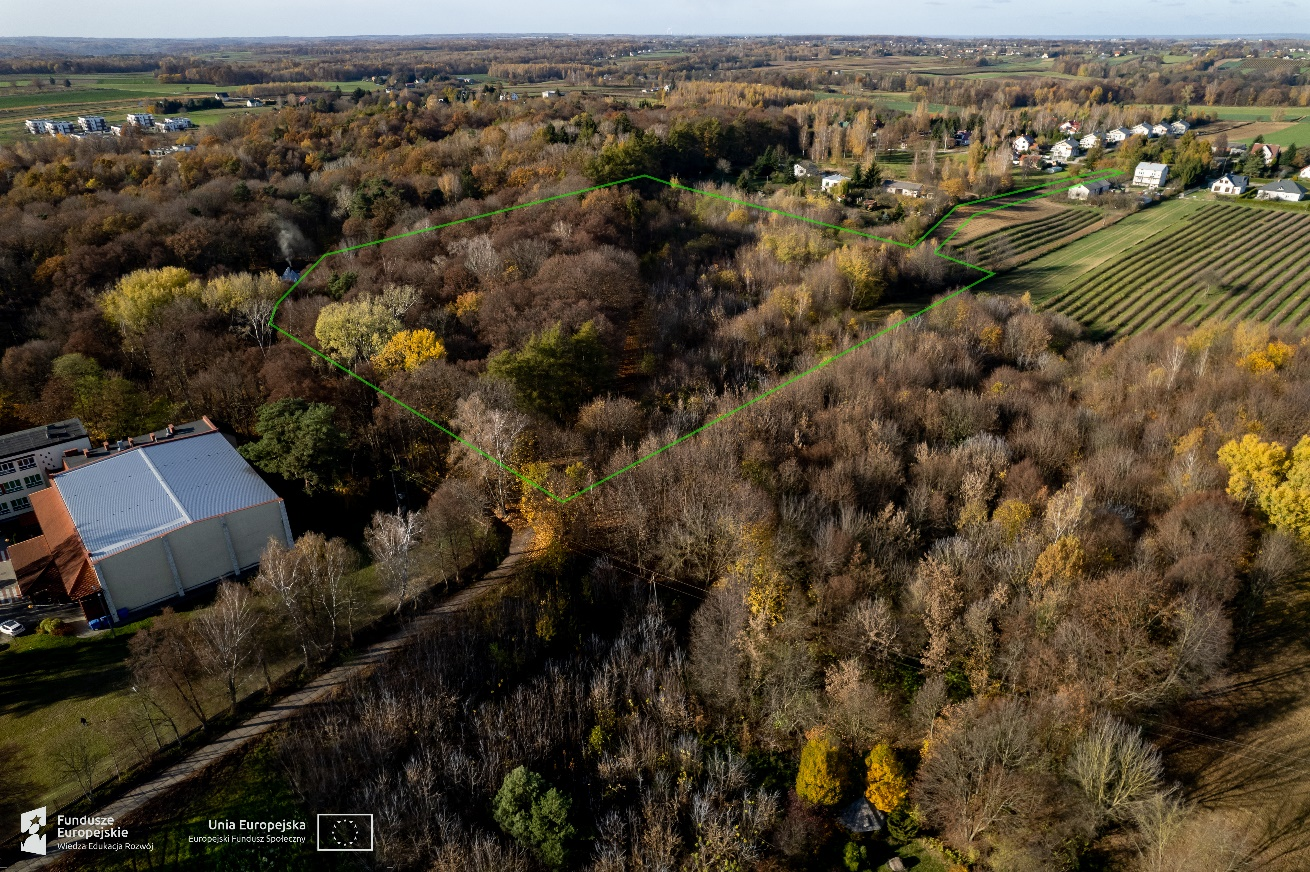 Fundusze
Europejskie
Wiedza Edukacja Rozwój
Unia Europejska
Europejski Fundusz Społeczny